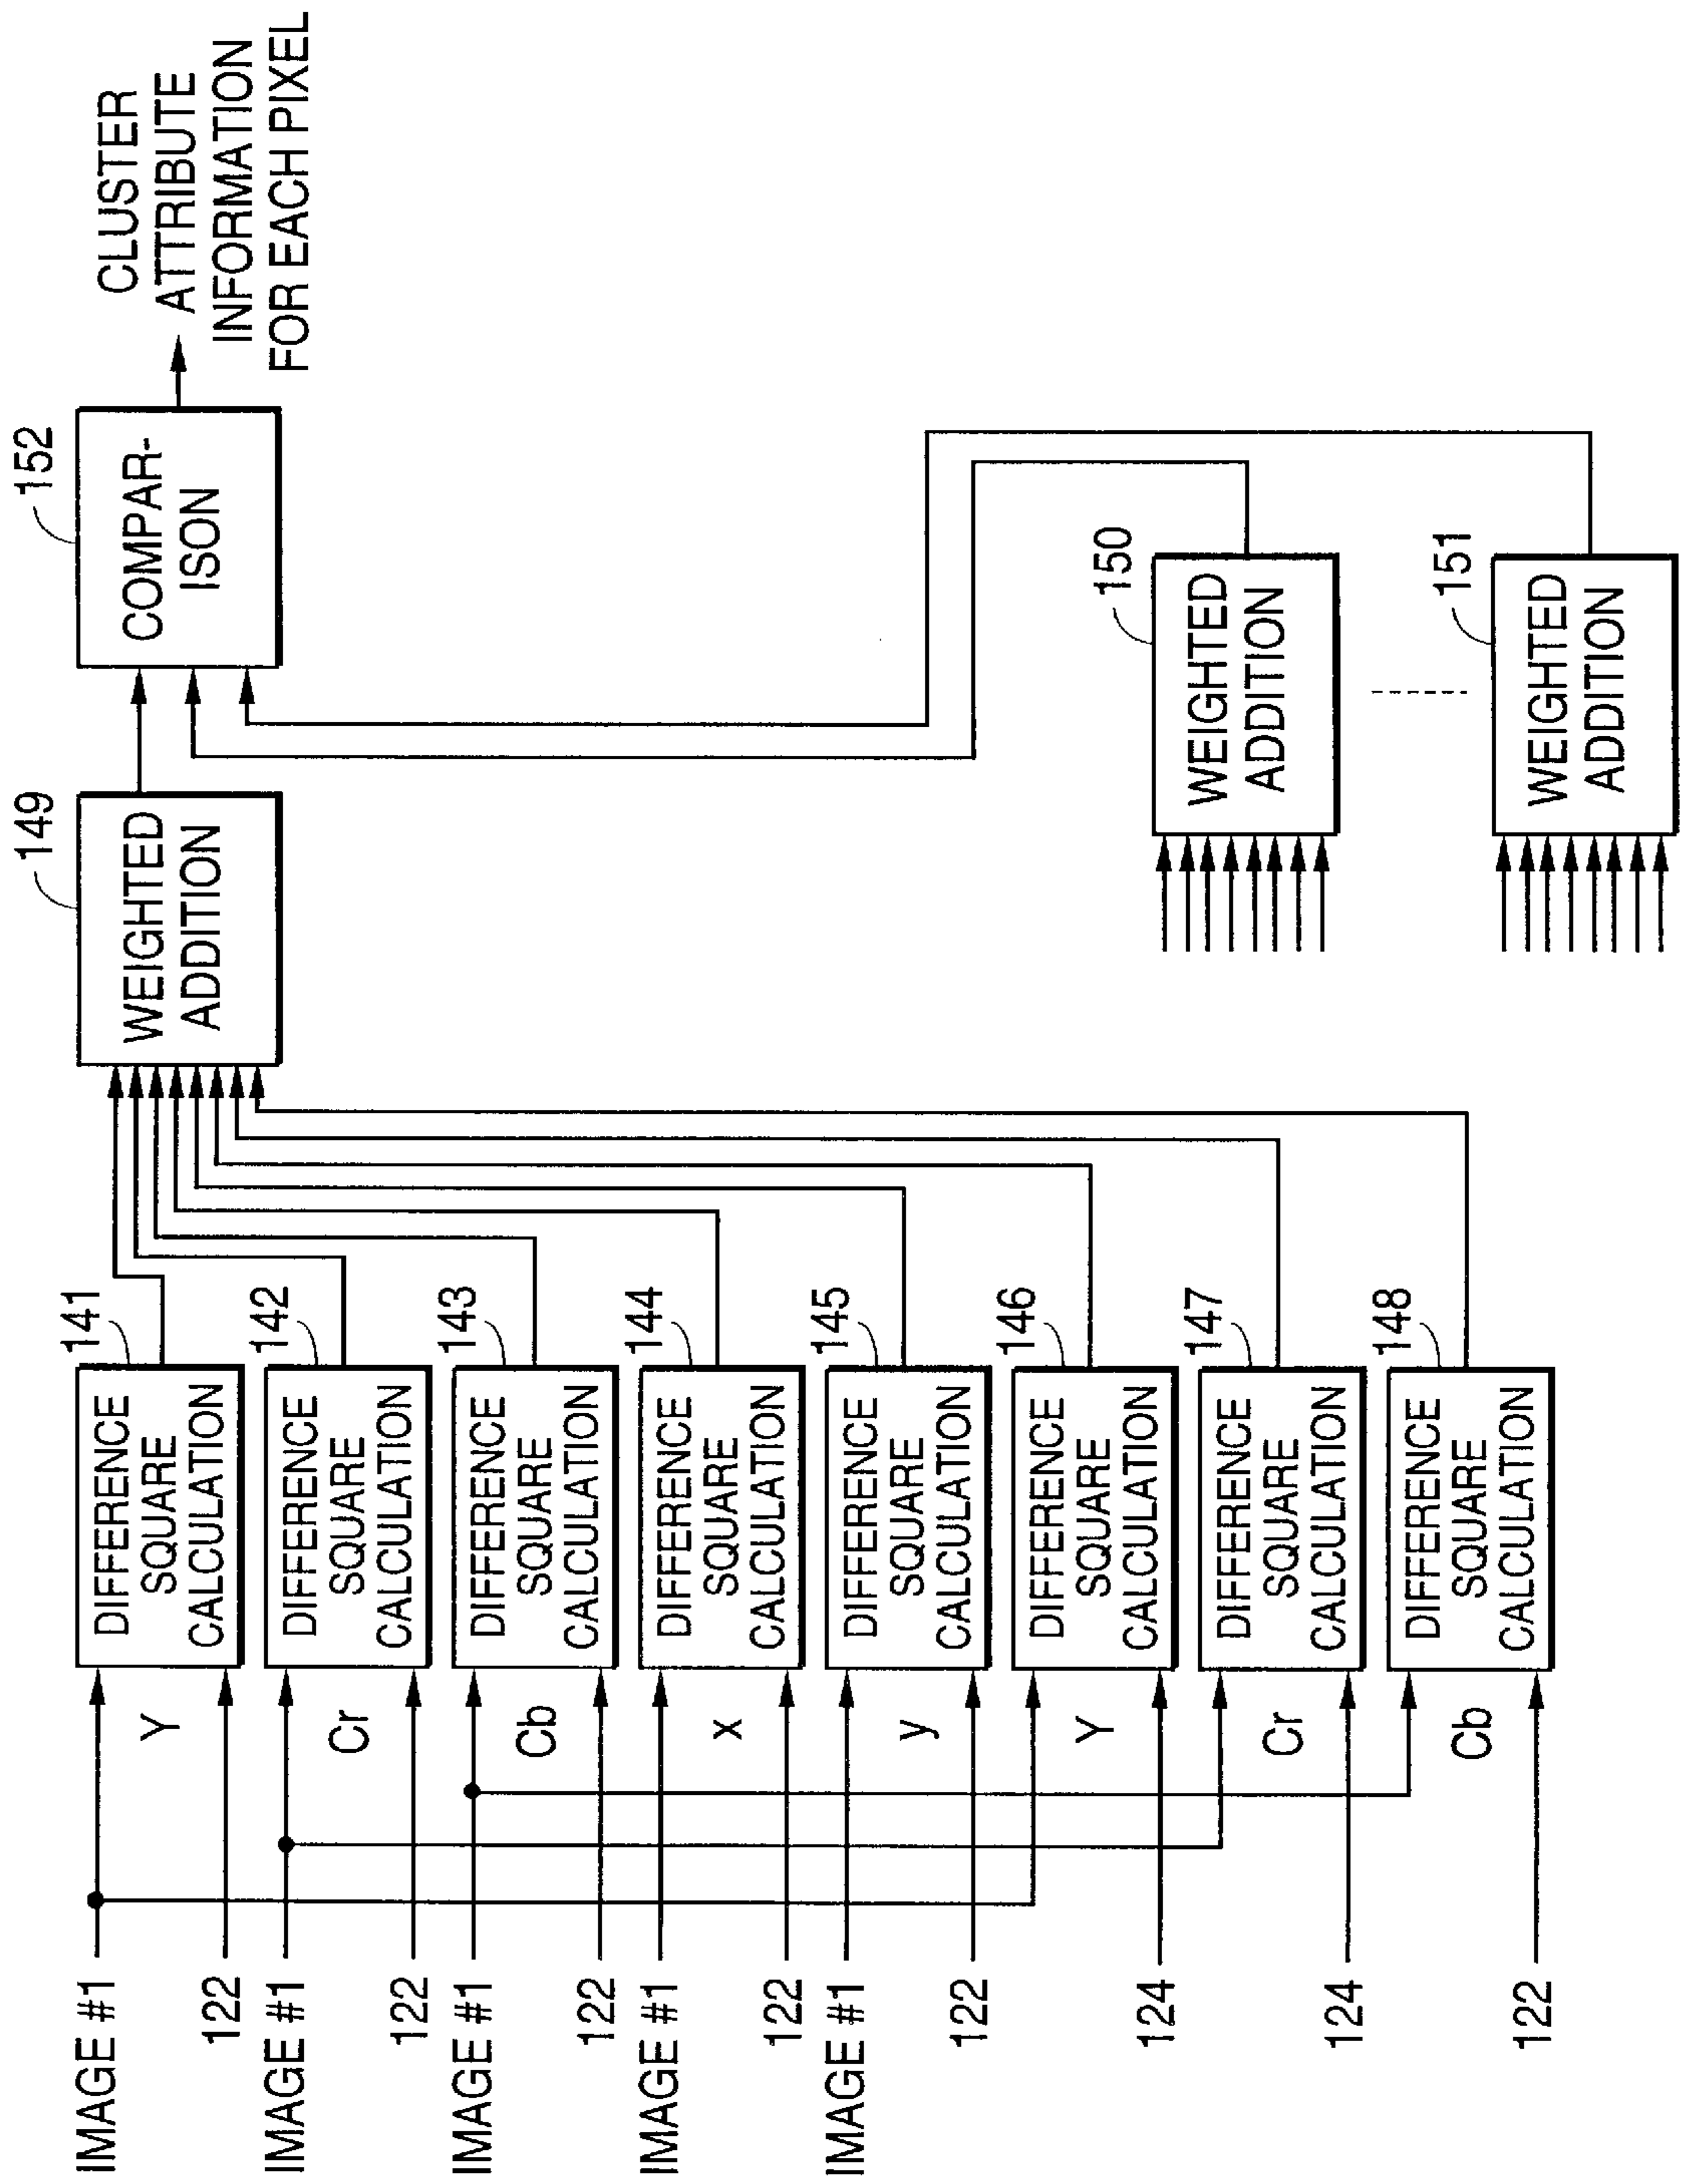 IMAGE #1
Y
122
DIFFERENCE
SQUARE
CALCULATION
141
IMAGE #1
Cr
122
DIFFERENCE
SQUARE
CALCULATION
142
IMAGE #1
Cb
122
DIFFERENCE
SQUARE
CALCULATION
143
IMAGE #1
x
122
DIFFERENCE
SQUARE
CALCULATION
144
IMAGE #1
y
122
DIFFERENCE
SQUARE
CALCULATION
145
Y
124
DIFFERENCE
SQUARE
CALCULATION
146
Cr
124
DIFFERENCE
SQUARE
CALCULATION
147
Cb
122
DIFFERENCE
SQUARE
CALCULATION
148
149
WEIGHTED
ADDITION
152
COMPAR-
ISON
CLUSTER
ATTRIBUTE
INFORMATION
FOR EACH PIXEL
150
WEIGHTED
ADDITION
151
WEIGHTED
ADDITION